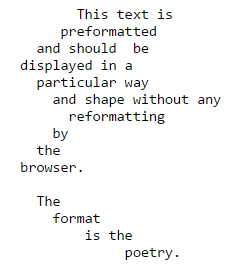 This text is
     preformatted
  and should  be
displayed in a
  particular way
    and shape without any
      reformatting
    by
  the
browser.

  The
    format
        is the
             poetry.